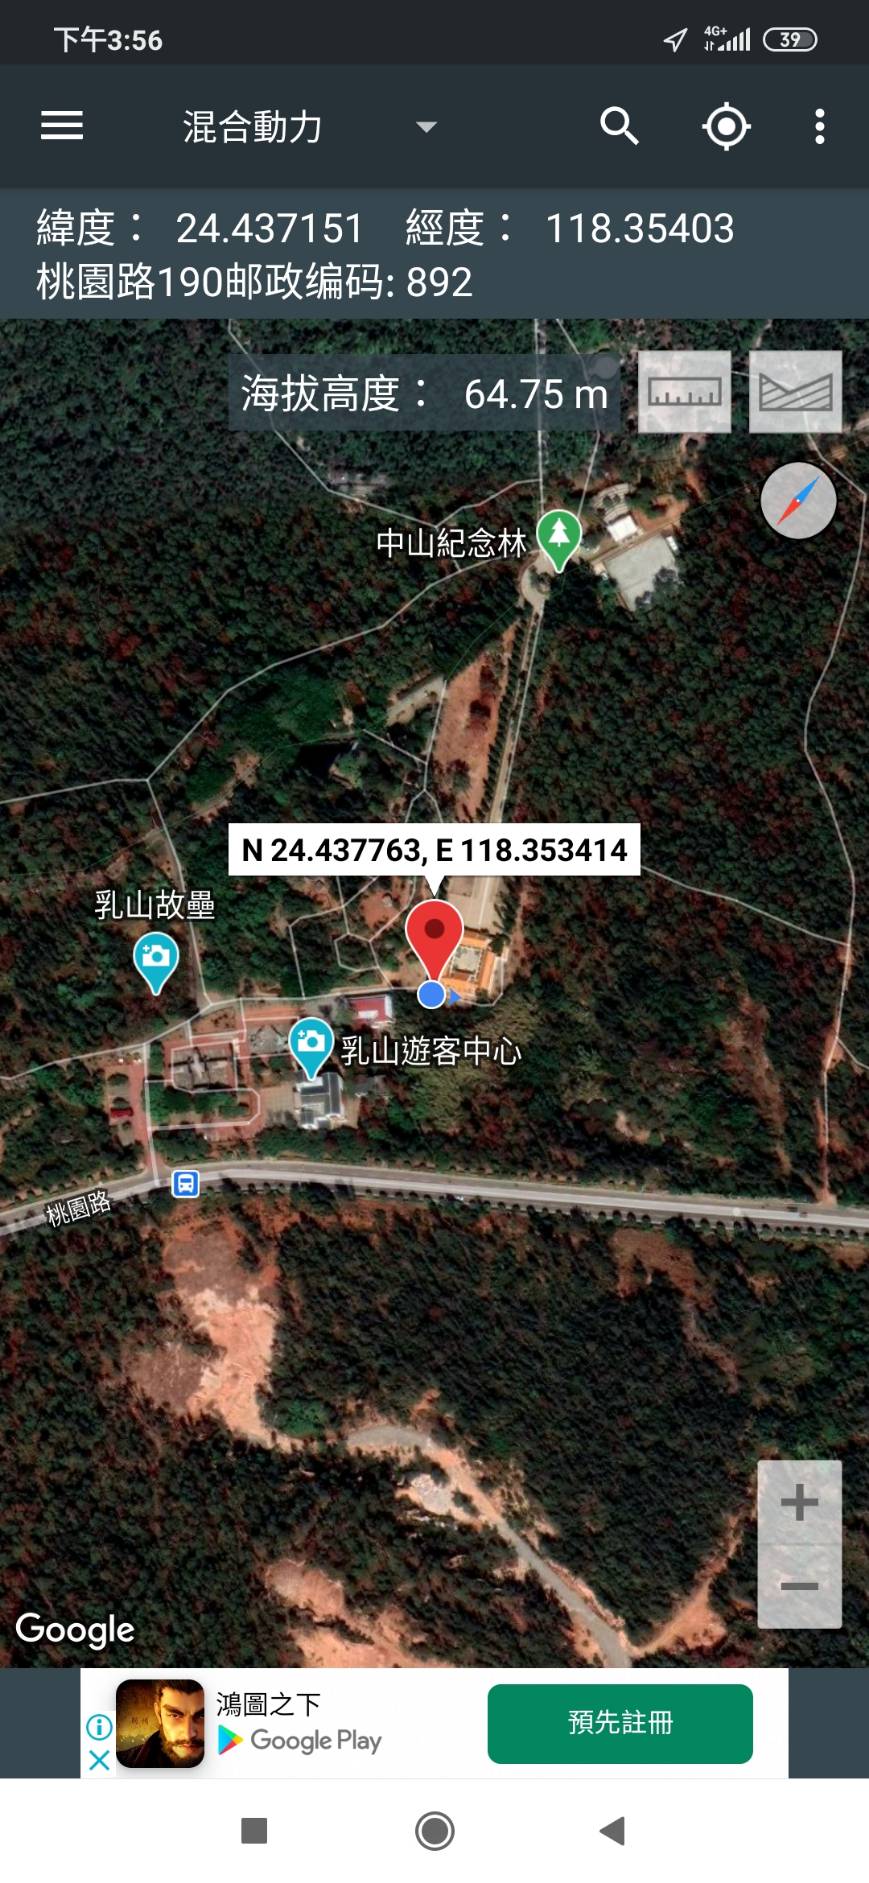 下午3:56
4G+
39
混合動力
緯度： 24.437151 經度： 118.35403
桃園路190邮政编码: 892
海拔高度： 64.75 m
中山紀念林
N 24.437763, E 118.353414
乳山故壘
乳山遊客中心
桃園路
Google
鴻圖之下
Google Play
預先註冊